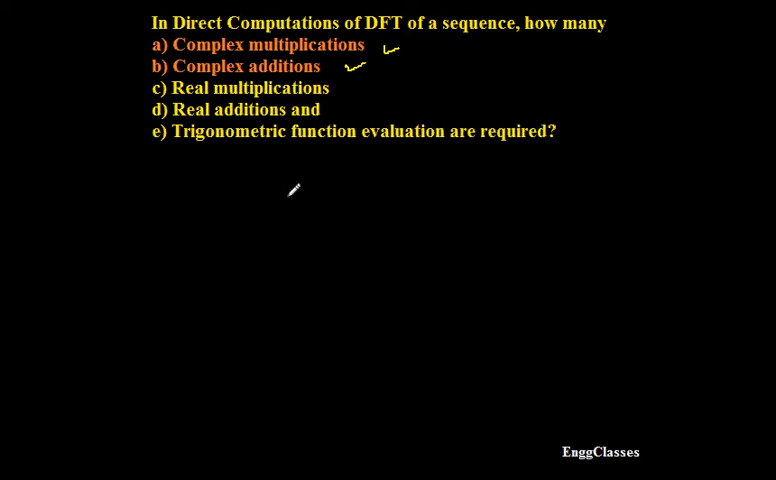 In Direct Computations of DFT of a sequence, how many
a) Complex multiplications
b) Complex additions
c) Real multiplications
d) Real additions and
e) Trigonometric function evaluation are required?
EnggClasses